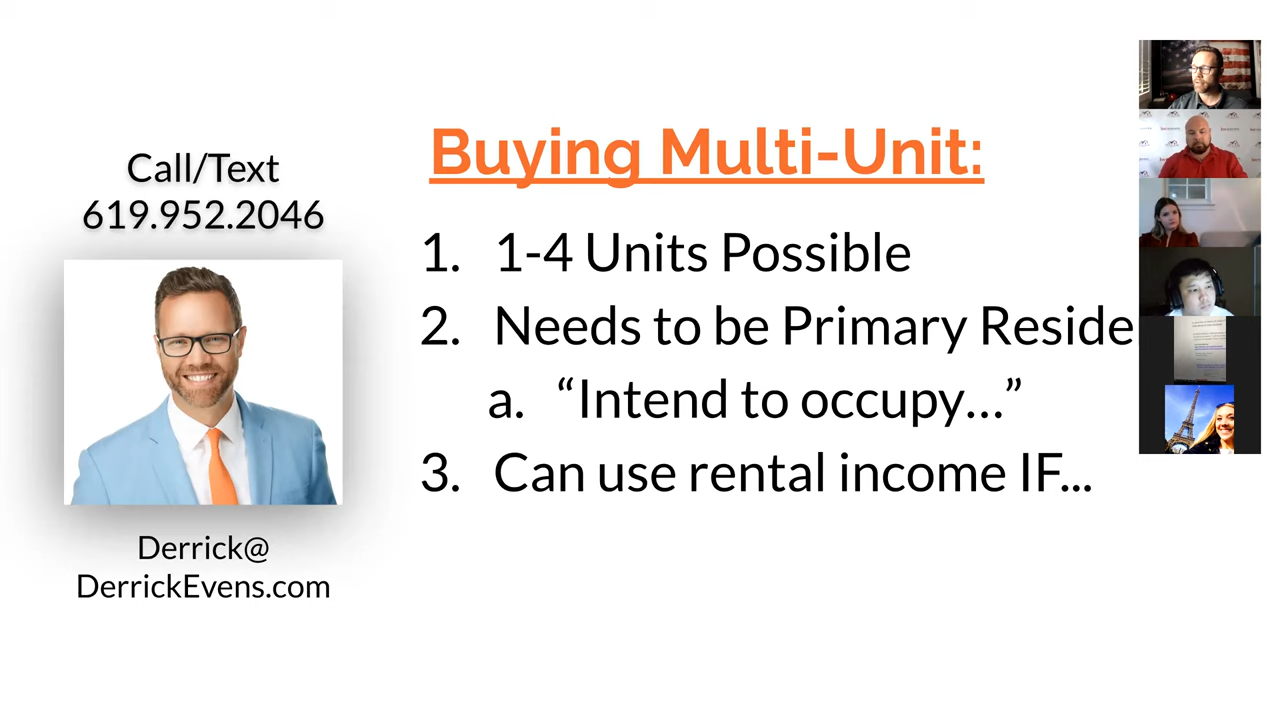 Call/Text
619.952.2046
Derrick@
DerrickEvens.com
Buying Multi-Unit:
1. 1-4 Units Possible
2. Needs to be Primary Reside
a. “Intend to occupy...”
3. Can use rental income IF...